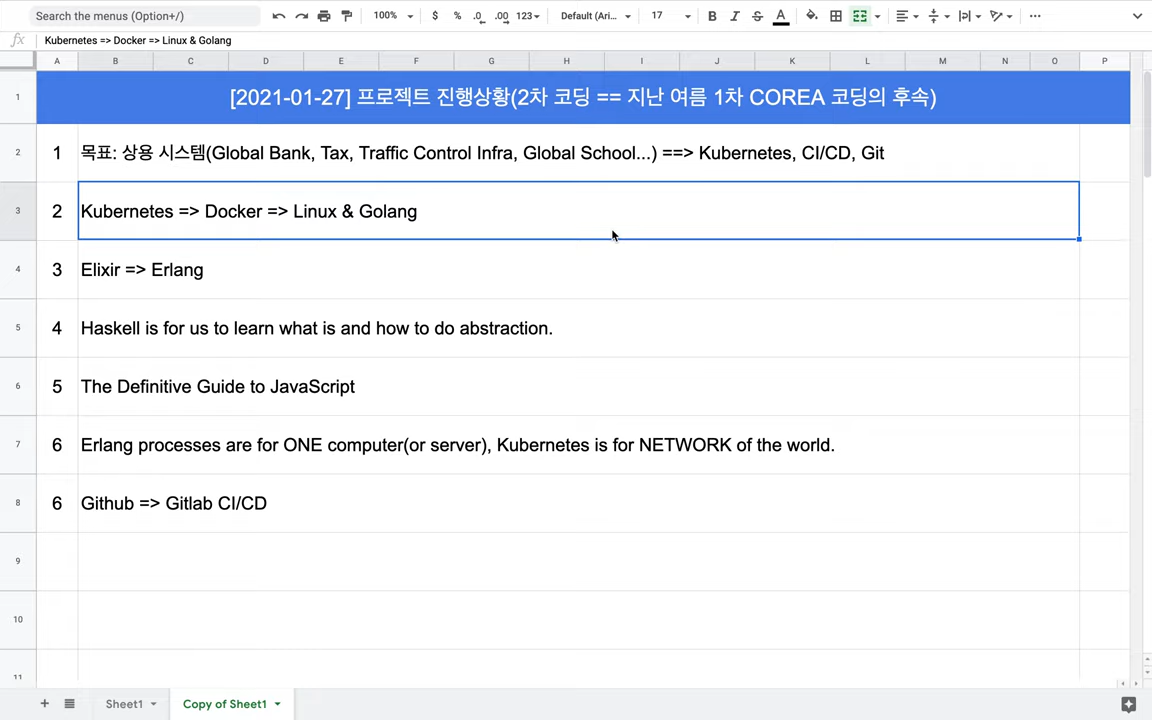 Search the menus (Option+/)
100%
$ % .0 .00 123
Default (Ari...
17
B I S A
fx Kubernetes => Docker => Linux & Golang
A B C D E F G H I J K L M N O P
1 [2021-01-27] 프로젝트 진행상황(2차 코딩 == 지난 여름 1차 COREA 코딩의 후속)
2 1 목표: 상용 시스템(Global Bank, Tax, Traffic Control Infra, Global School...) ==> Kubernetes, CI/CD, Git
3 2 Kubernetes => Docker => Linux & Golang
4 3 Elixir => Erlang
5 4 Haskell is for us to learn what is and how to do abstraction.
6 5 The Definitive Guide to JavaScript
7 6 Erlang processes are for ONE computer(or server), Kubernetes is for NETWORK of the world.
8 6 Github => Gitlab CI/CD
9
10
11
Sheet1
Copy of Sheet1